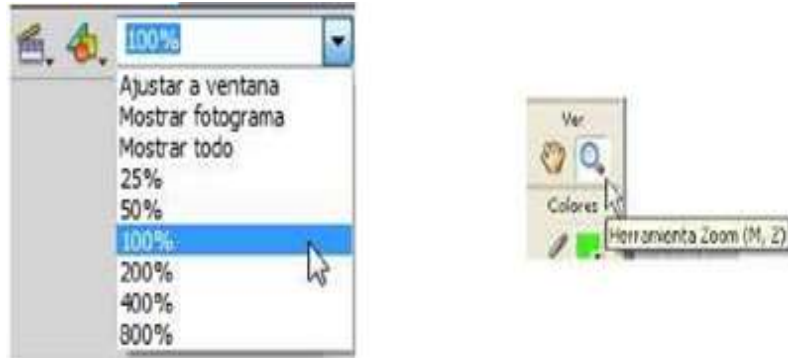 100%
Ajustar a ventana
Mostrar fotograma
Mostrar todo
25%
50%
100%
200%
400%
800%
Ver
Colores
Herramienta Zoom (M, Z)